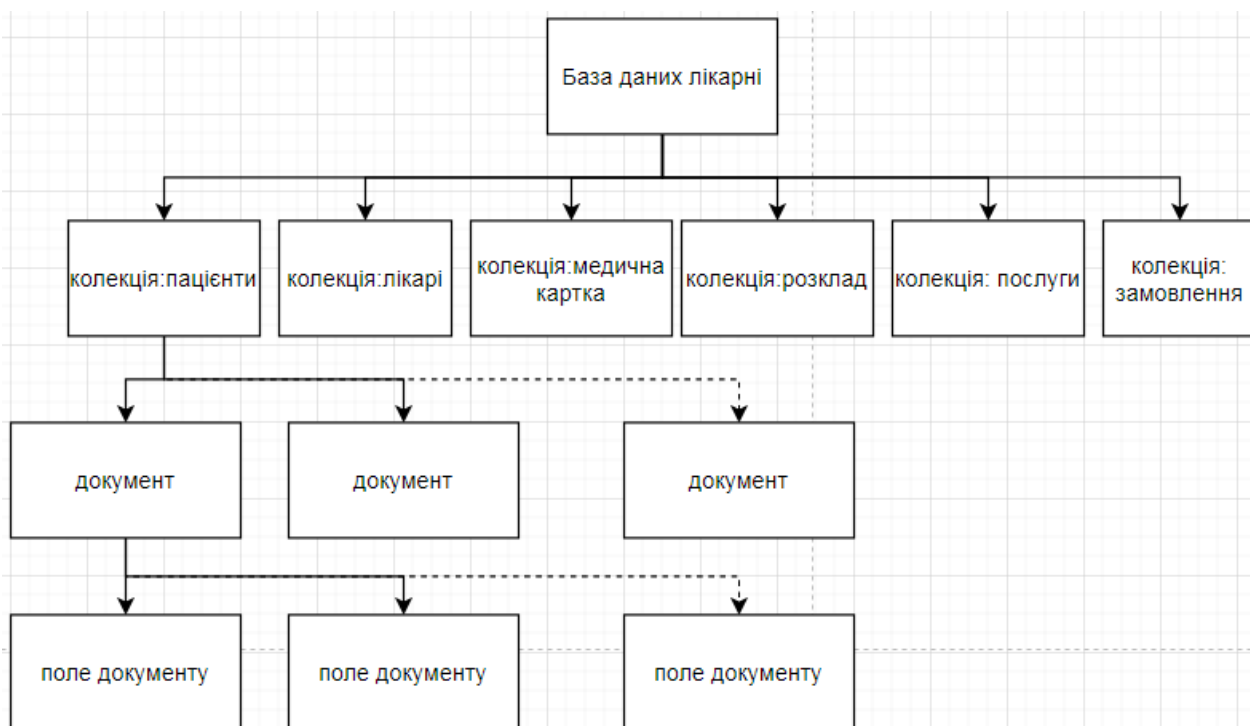 База даних лікарні
колекція:пацієнти
колекція:лікарі
колекція:медична
картка
колекція:розклад
колекція: послуги
колекція:
замовлення
документ
документ
документ
поле документу
поле документу
поле документу